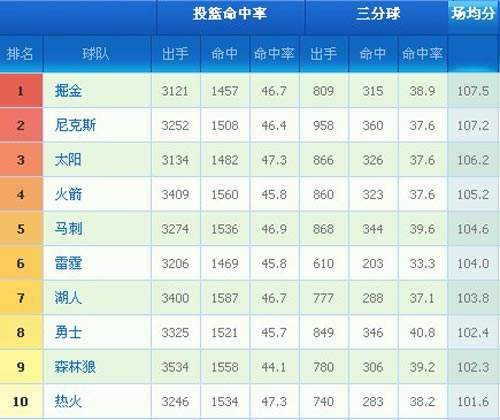 投篮命中率 三分球 场均分
排名 球队 出手 命中 命中率 出手 命中 命中率
1 掘金 3121 1457 46.7 809 315 38.9 107.5
2 尼克斯 3252 1508 46.4 958 360 37.6 107.2
3 太阳 3134 1482 47.3 866 326 37.6 106.2
4 火箭 3409 1560 45.8 860 323 37.6 105.2
5 马刺 3274 1536 46.9 868 344 39.6 104.6
6 雷霆 3206 1469 45.8 610 203 33.3 104.0
7 湖人 3400 1587 46.7 777 288 37.1 103.8
8 勇士 3325 1521 45.7 849 346 40.8 102.4
9 森林狼 3534 1558 44.1 780 306 39.2 102.3
10 热火 3246 1534 47.3 740 283 38.2 101.6